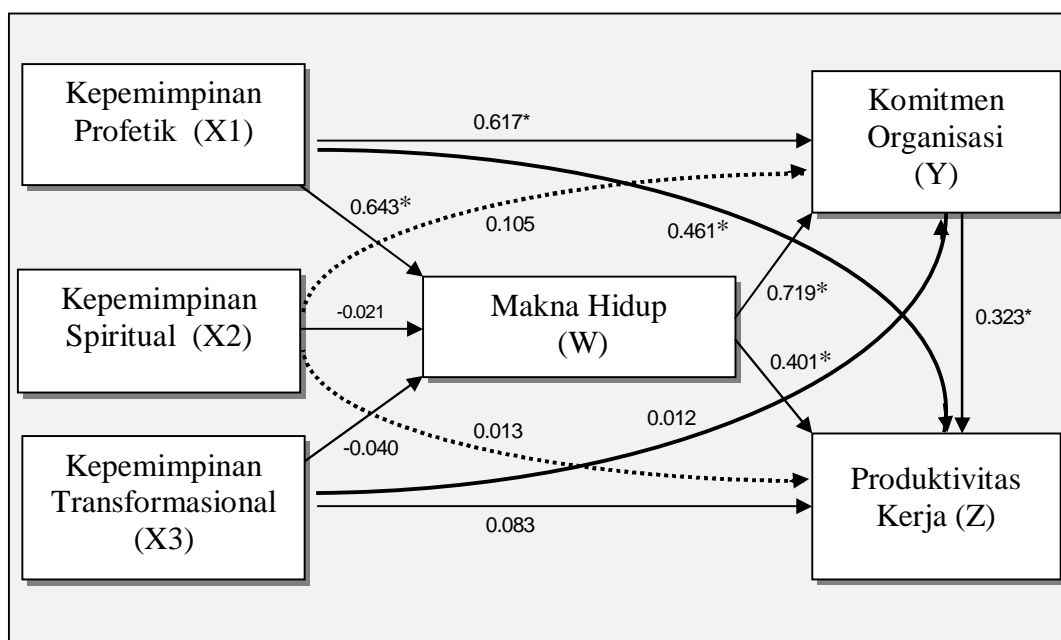 Kepemimpinan
Profetik (X1)
0.617*
Komitmen
Organisasi
(Y)
0.643*
0.105
0.461*
Kepemimpinan
Spiritual (X2)
-0.021
Makna Hidup
(W)
0.719*
0.323*
0.401*
0.012
0.013
-0.040
Kepemimpinan
Transformasional
(X3)
0.083
Produktivitas
Kerja (Z)